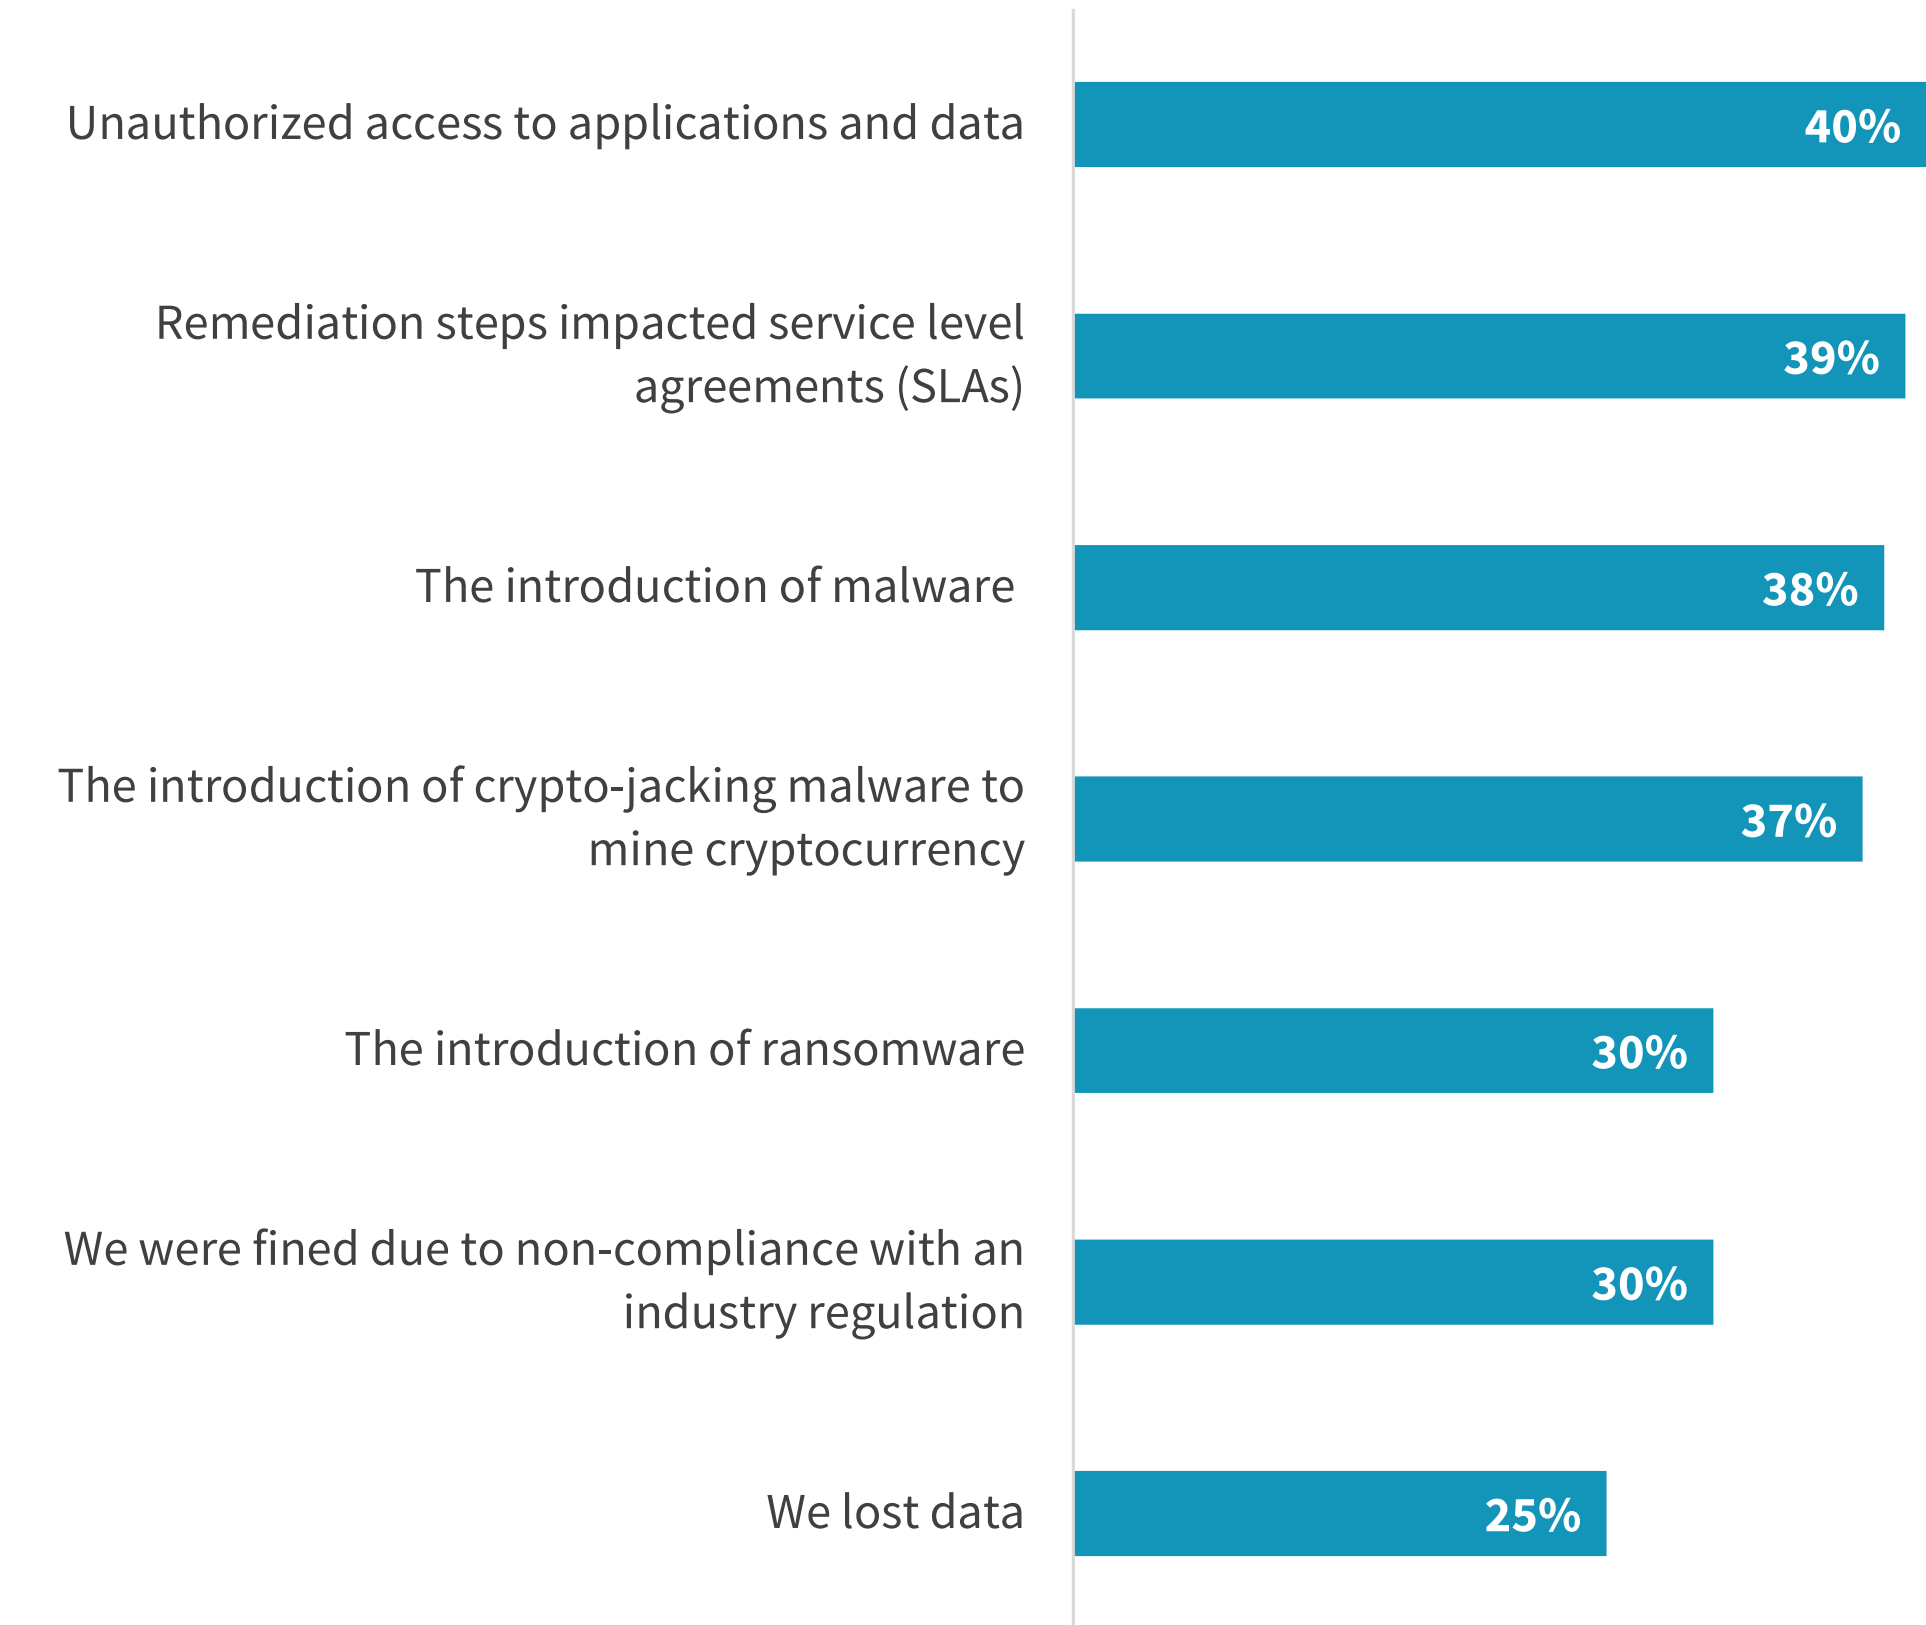 Unauthorized access to applications and data
40%
Remediation steps impacted service level
agreements (SLAs)
39%
The introduction of malware
38%
The introduction of crypto-jacking malware to
mine cryptocurrency
37%
The introduction of ransomware
30%
We were fined due to non-compliance with an
industry regulation
30%
We lost data
25%